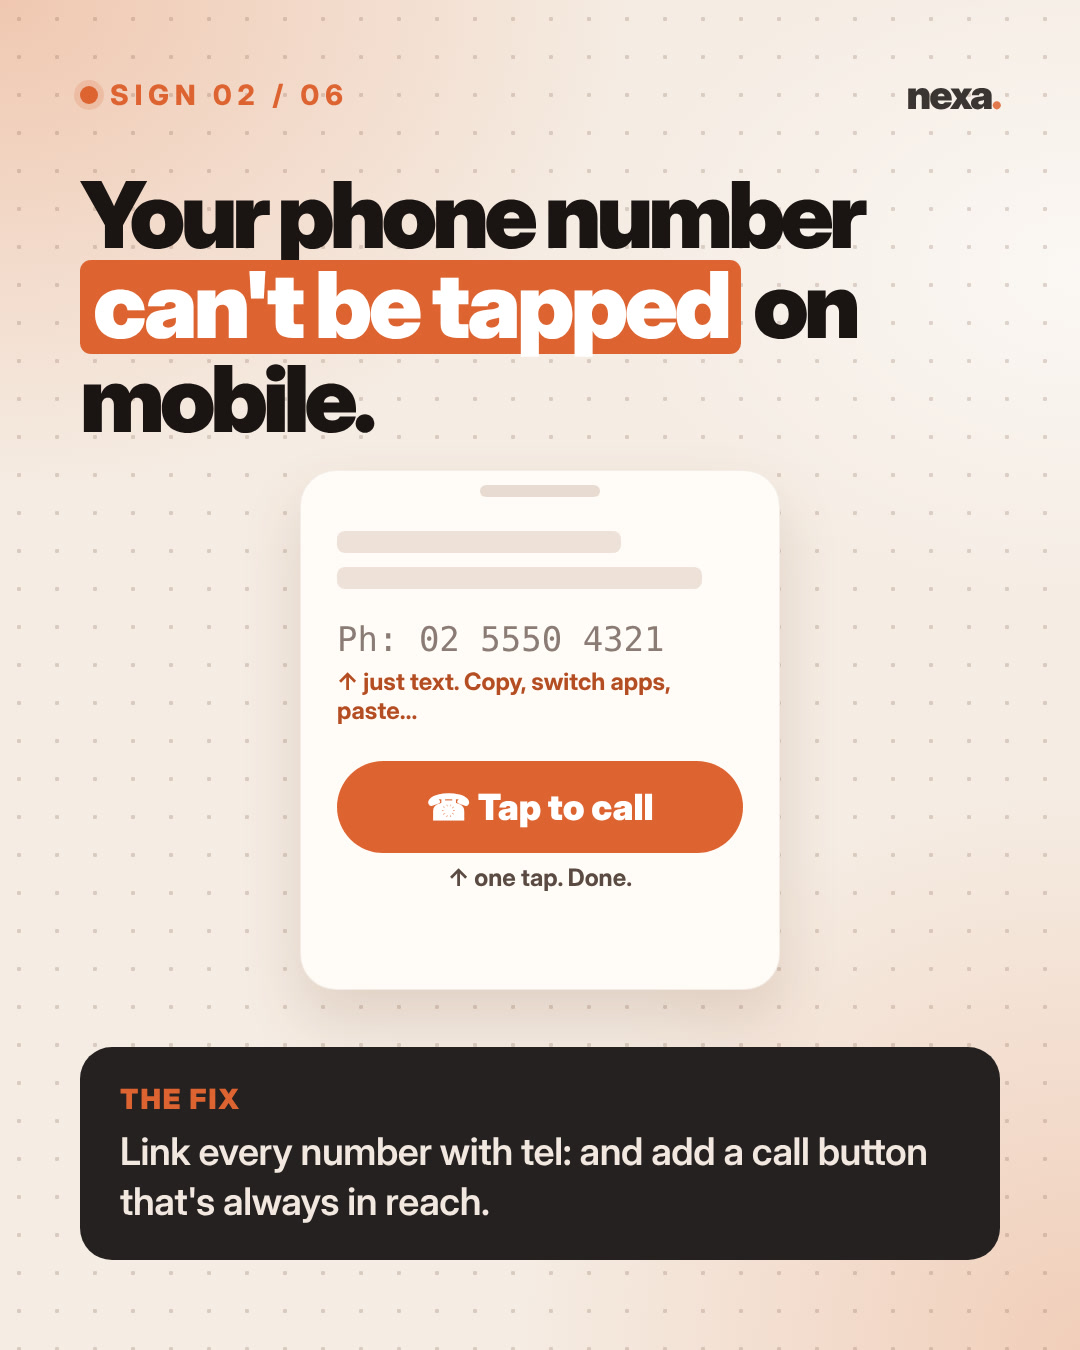 SIGN 02 / 06
nexa.
Your phone number
can't be tapped on
mobile.
Ph: 02 5550 4321
↑ just text. Copy, switch apps,
paste...
☎ Tap to call
↑ one tap. Done.
THE FIX
Link every number with tel: and add a call button
that's always in reach.